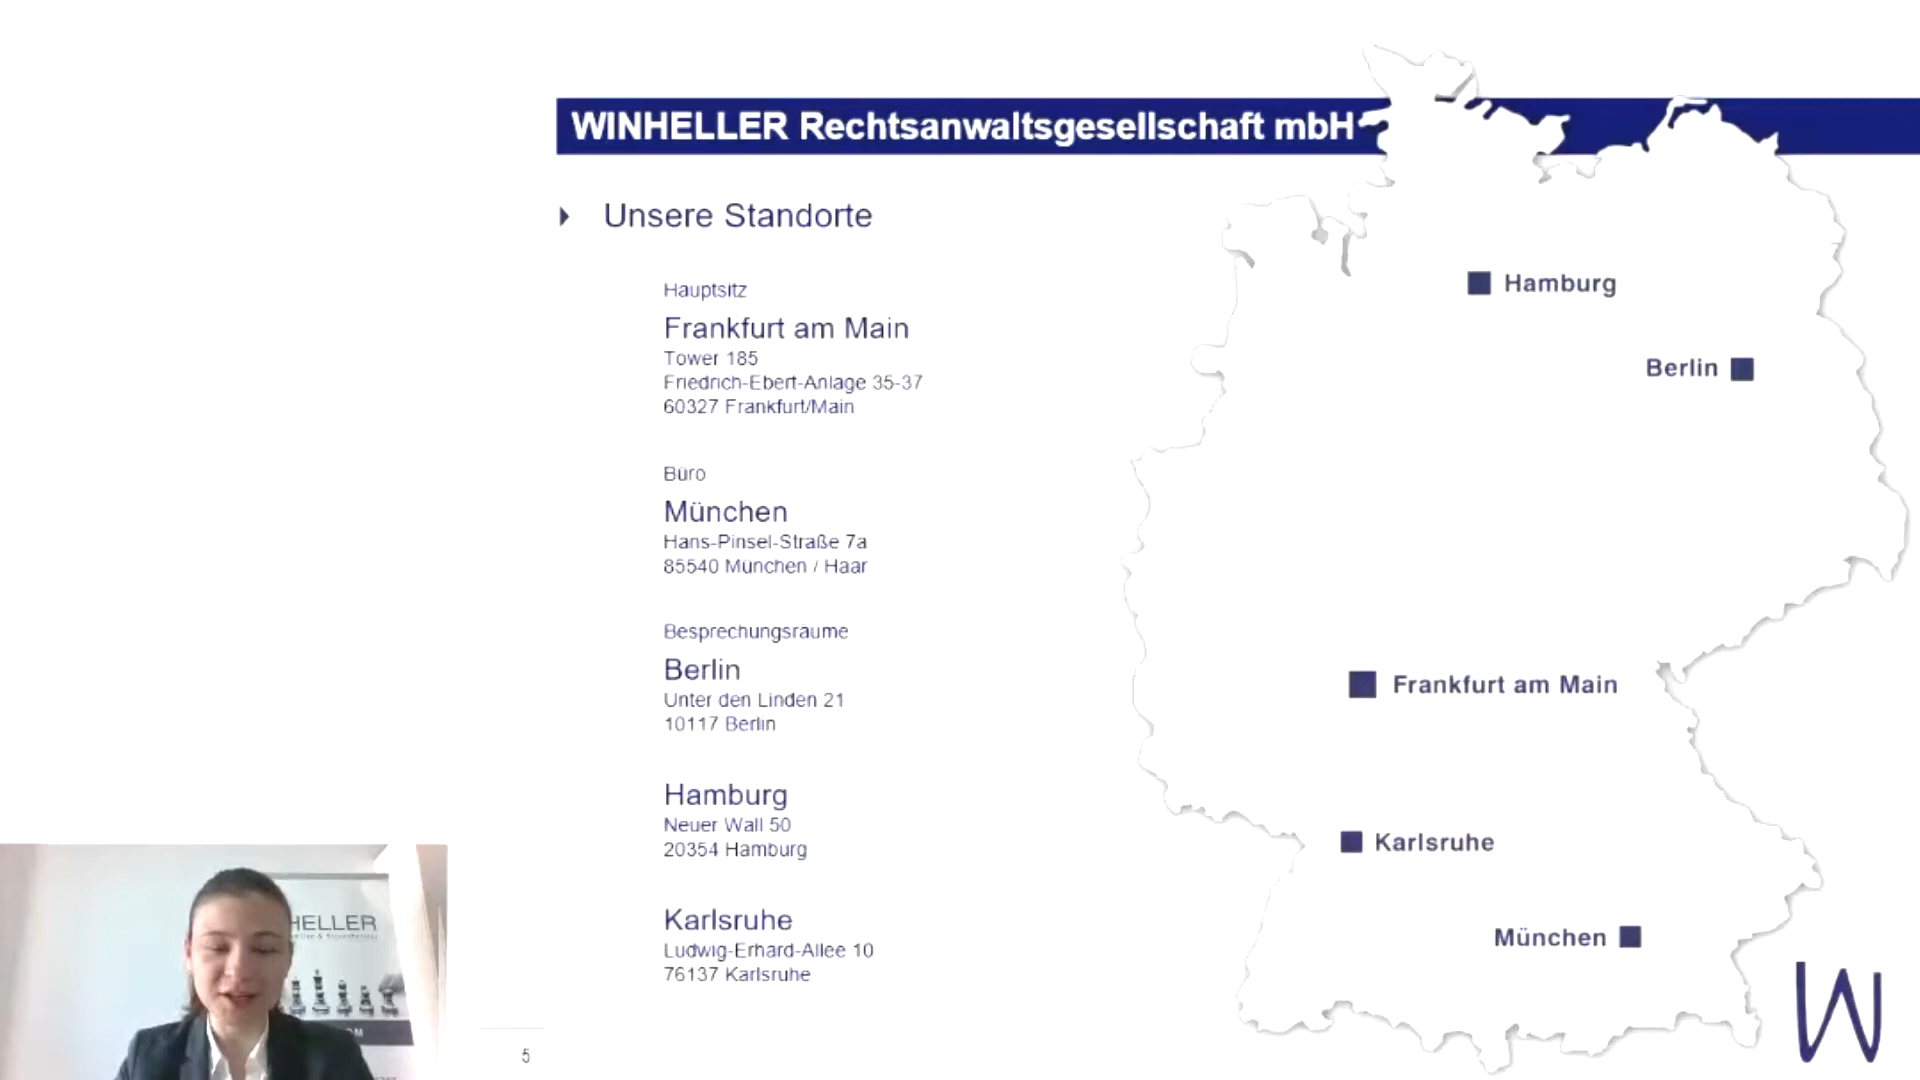 WINHELLER Rechtsanwaltsgesellschaft mbH
Unsere Standorte
Hauptsitz
Frankfurt am Main
Tower 185
Friedrich-Ebert-Anlage 35-37
60327 Frankfurt/Main
Büro
München
Hans-Pinsel-Straße 7a
85540 München / Haar
Besprechungsräume
Berlin
Unter den Linden 21
10117 Berlin
Hamburg
Neuer Wall 50
20354 Hamburg
Karlsruhe
Ludwig-Erhard-Allee 10
76137 Karlsruhe
Hamburg
Berlin
Frankfurt am Main
Karlsruhe
München
W
HELLER
5